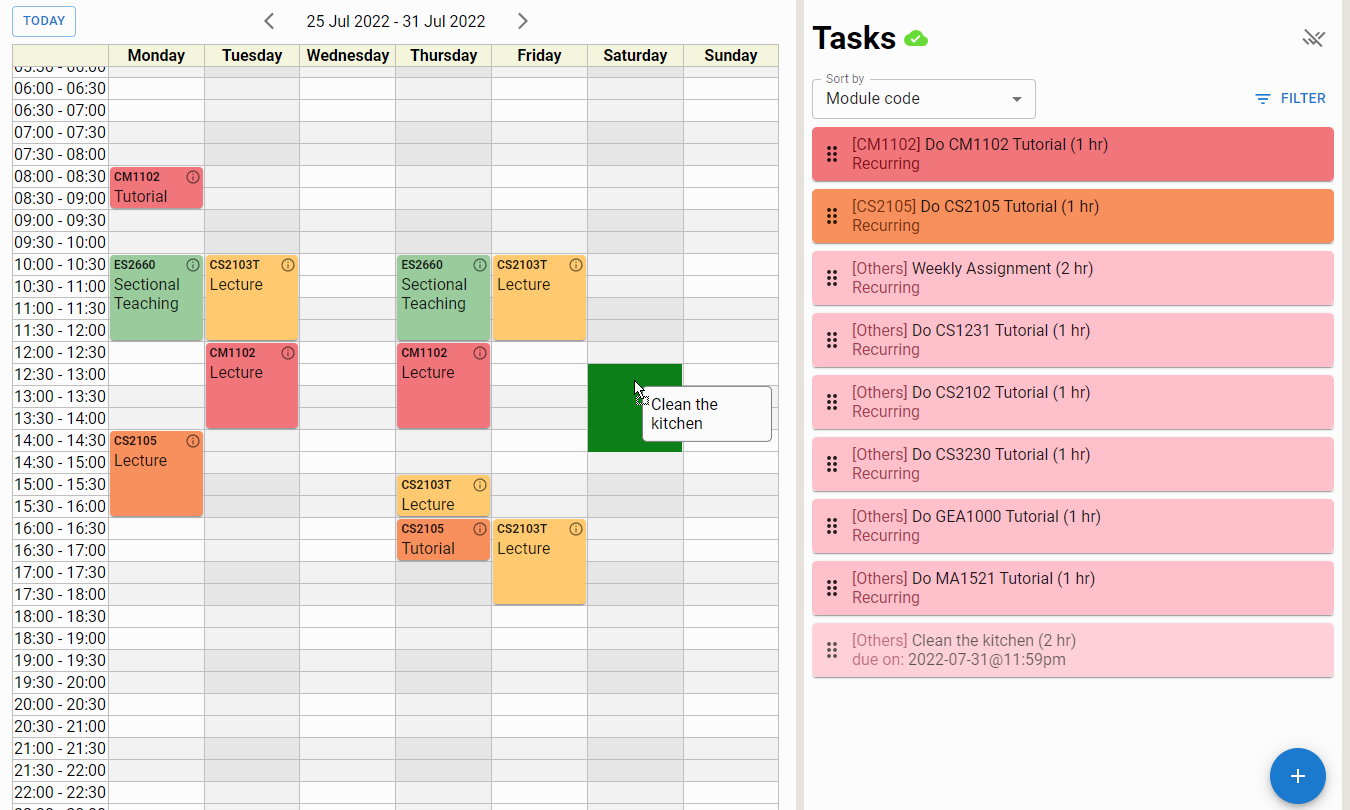 TODAY
25 Jul 2022 - 31 Jul 2022
Monday Tuesday Wednesday Thursday Friday Saturday Sunday
05:30 - 06:00
06:00 - 06:30
06:30 - 07:00
07:00 - 07:30
07:30 - 08:00
08:00 - 08:30 CM1102
08:30 - 09:00 Tutorial
09:00 - 09:30
09:30 - 10:00
10:00 - 10:30 ES2660 CS2103T ES2660 CS2103T
10:30 - 11:00 Sectional Lecture Sectional Lecture
11:00 - 11:30 Teaching Teaching
11:30 - 12:00
12:00 - 12:30 CM1102 CM1102
12:30 - 13:00 Lecture Lecture
13:00 - 13:30 Clean the
13:30 - 14:00 kitchen
14:00 - 14:30 CS2105
14:30 - 15:00 Lecture
15:00 - 15:30 CS2103T
15:30 - 16:00 Lecture
16:00 - 16:30 CS2105 CS2103T
16:30 - 17:00 Tutorial Lecture
17:00 - 17:30
17:30 - 18:00
18:00 - 18:30
18:30 - 19:00
19:00 - 19:30
19:30 - 20:00
20:00 - 20:30
20:30 - 21:00
21:00 - 21:30
21:30 - 22:00
22:00 - 22:30
Tasks
Sort by
Module code
FILTER
[CM1102] Do CM1102 Tutorial (1 hr)
Recurring
[CS2105] Do CS2105 Tutorial (1 hr)
Recurring
[Others] Weekly Assignment (2 hr)
Recurring
[Others] Do CS1231 Tutorial (1 hr)
Recurring
[Others] Do CS2102 Tutorial (1 hr)
Recurring
[Others] Do CS3230 Tutorial (1 hr)
Recurring
[Others] Do GEA1000 Tutorial (1 hr)
Recurring
[Others] Do MA1521 Tutorial (1 hr)
Recurring
[Others] Clean the kitchen (2 hr)
due on: 2022-07-31@11:59pm